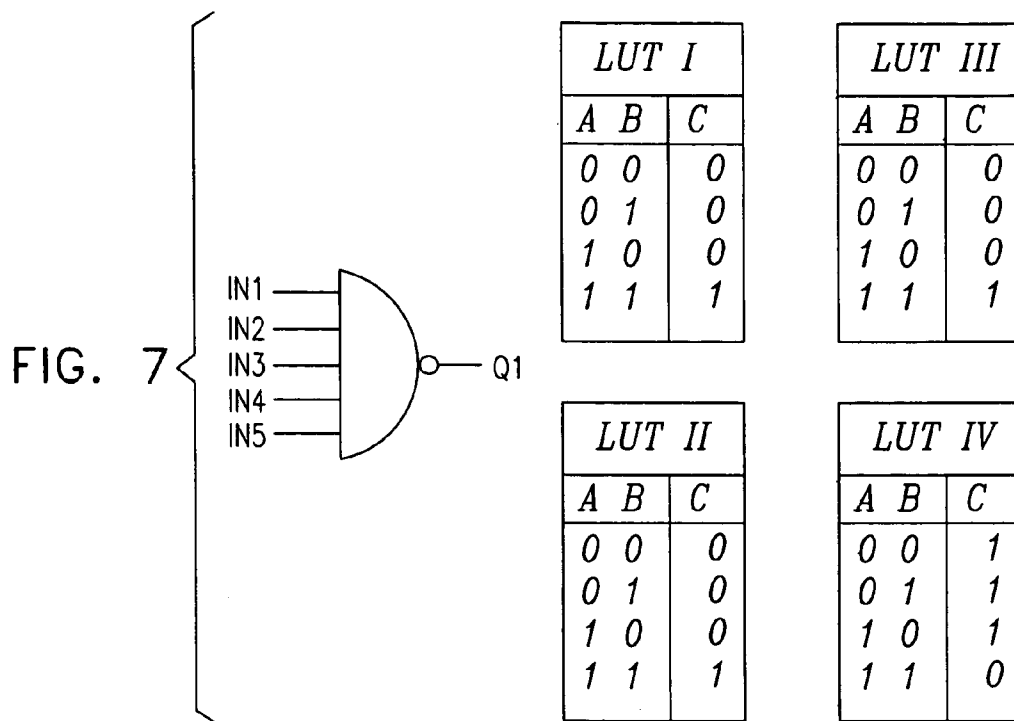 FIG. 7
IN1
IN2
IN3
IN4
IN5
Q1
LUT I
A B C
0 0 0
0 1 0
1 0 0
1 1 1
LUT III
A B C
0 0 0
0 1 0
1 0 0
1 1 1
LUT II
A B C
0 0 0
0 1 0
1 0 0
1 1 1
LUT IV
A B C
0 0 1
0 1 1
1 0 1
1 1 0